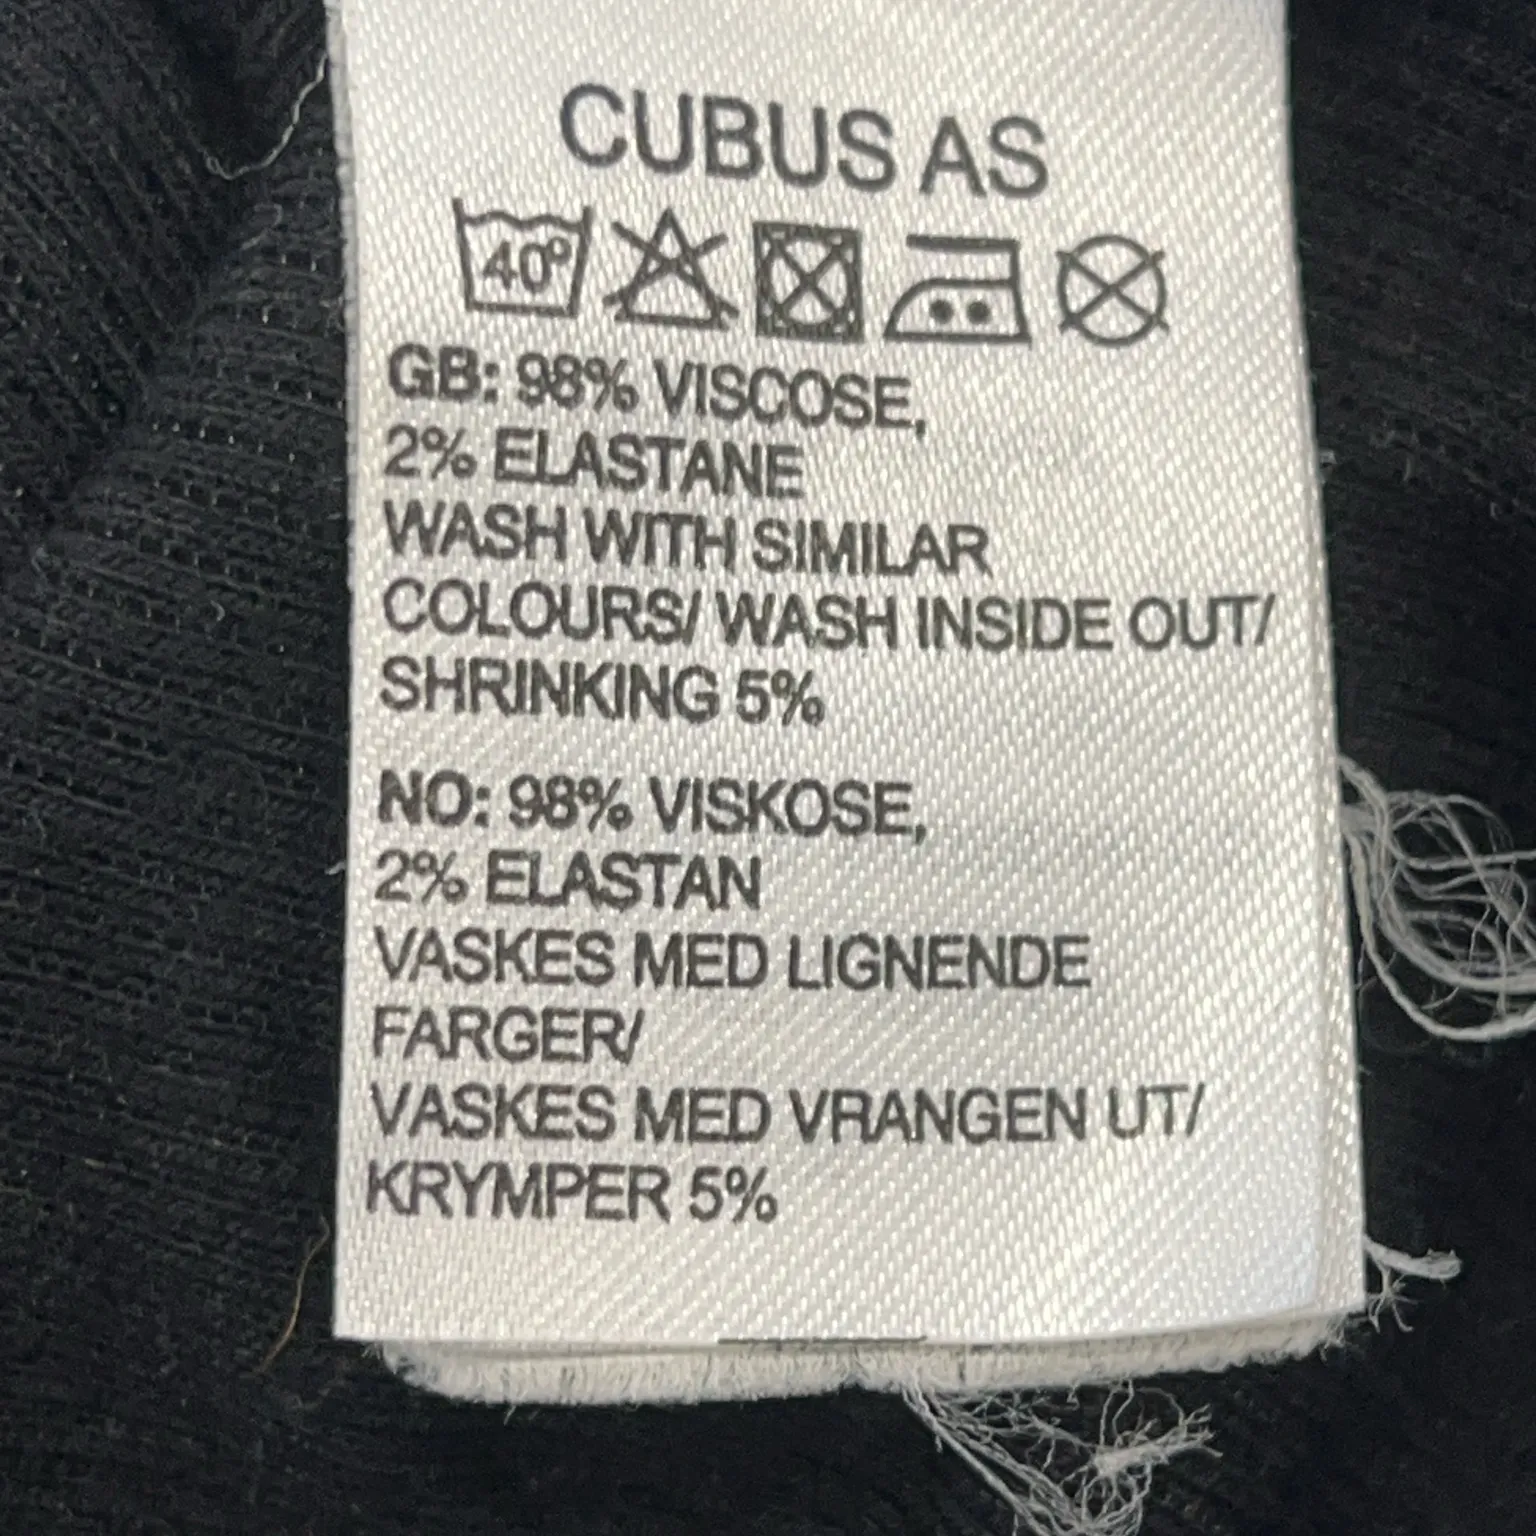 CUBUS AS
40°
GB: 98% VISCOSE,
2% ELASTANE
WASH WITH SIMILAR
COLOURS/ WASH INSIDE OUT/
SHRINKING 5%
NO: 98% VISKOSE,
2% ELASTAN
VASKES MED LIGNENDE
FARGER/
VASKES MED VRANGEN UT/
KRYMPER 5%